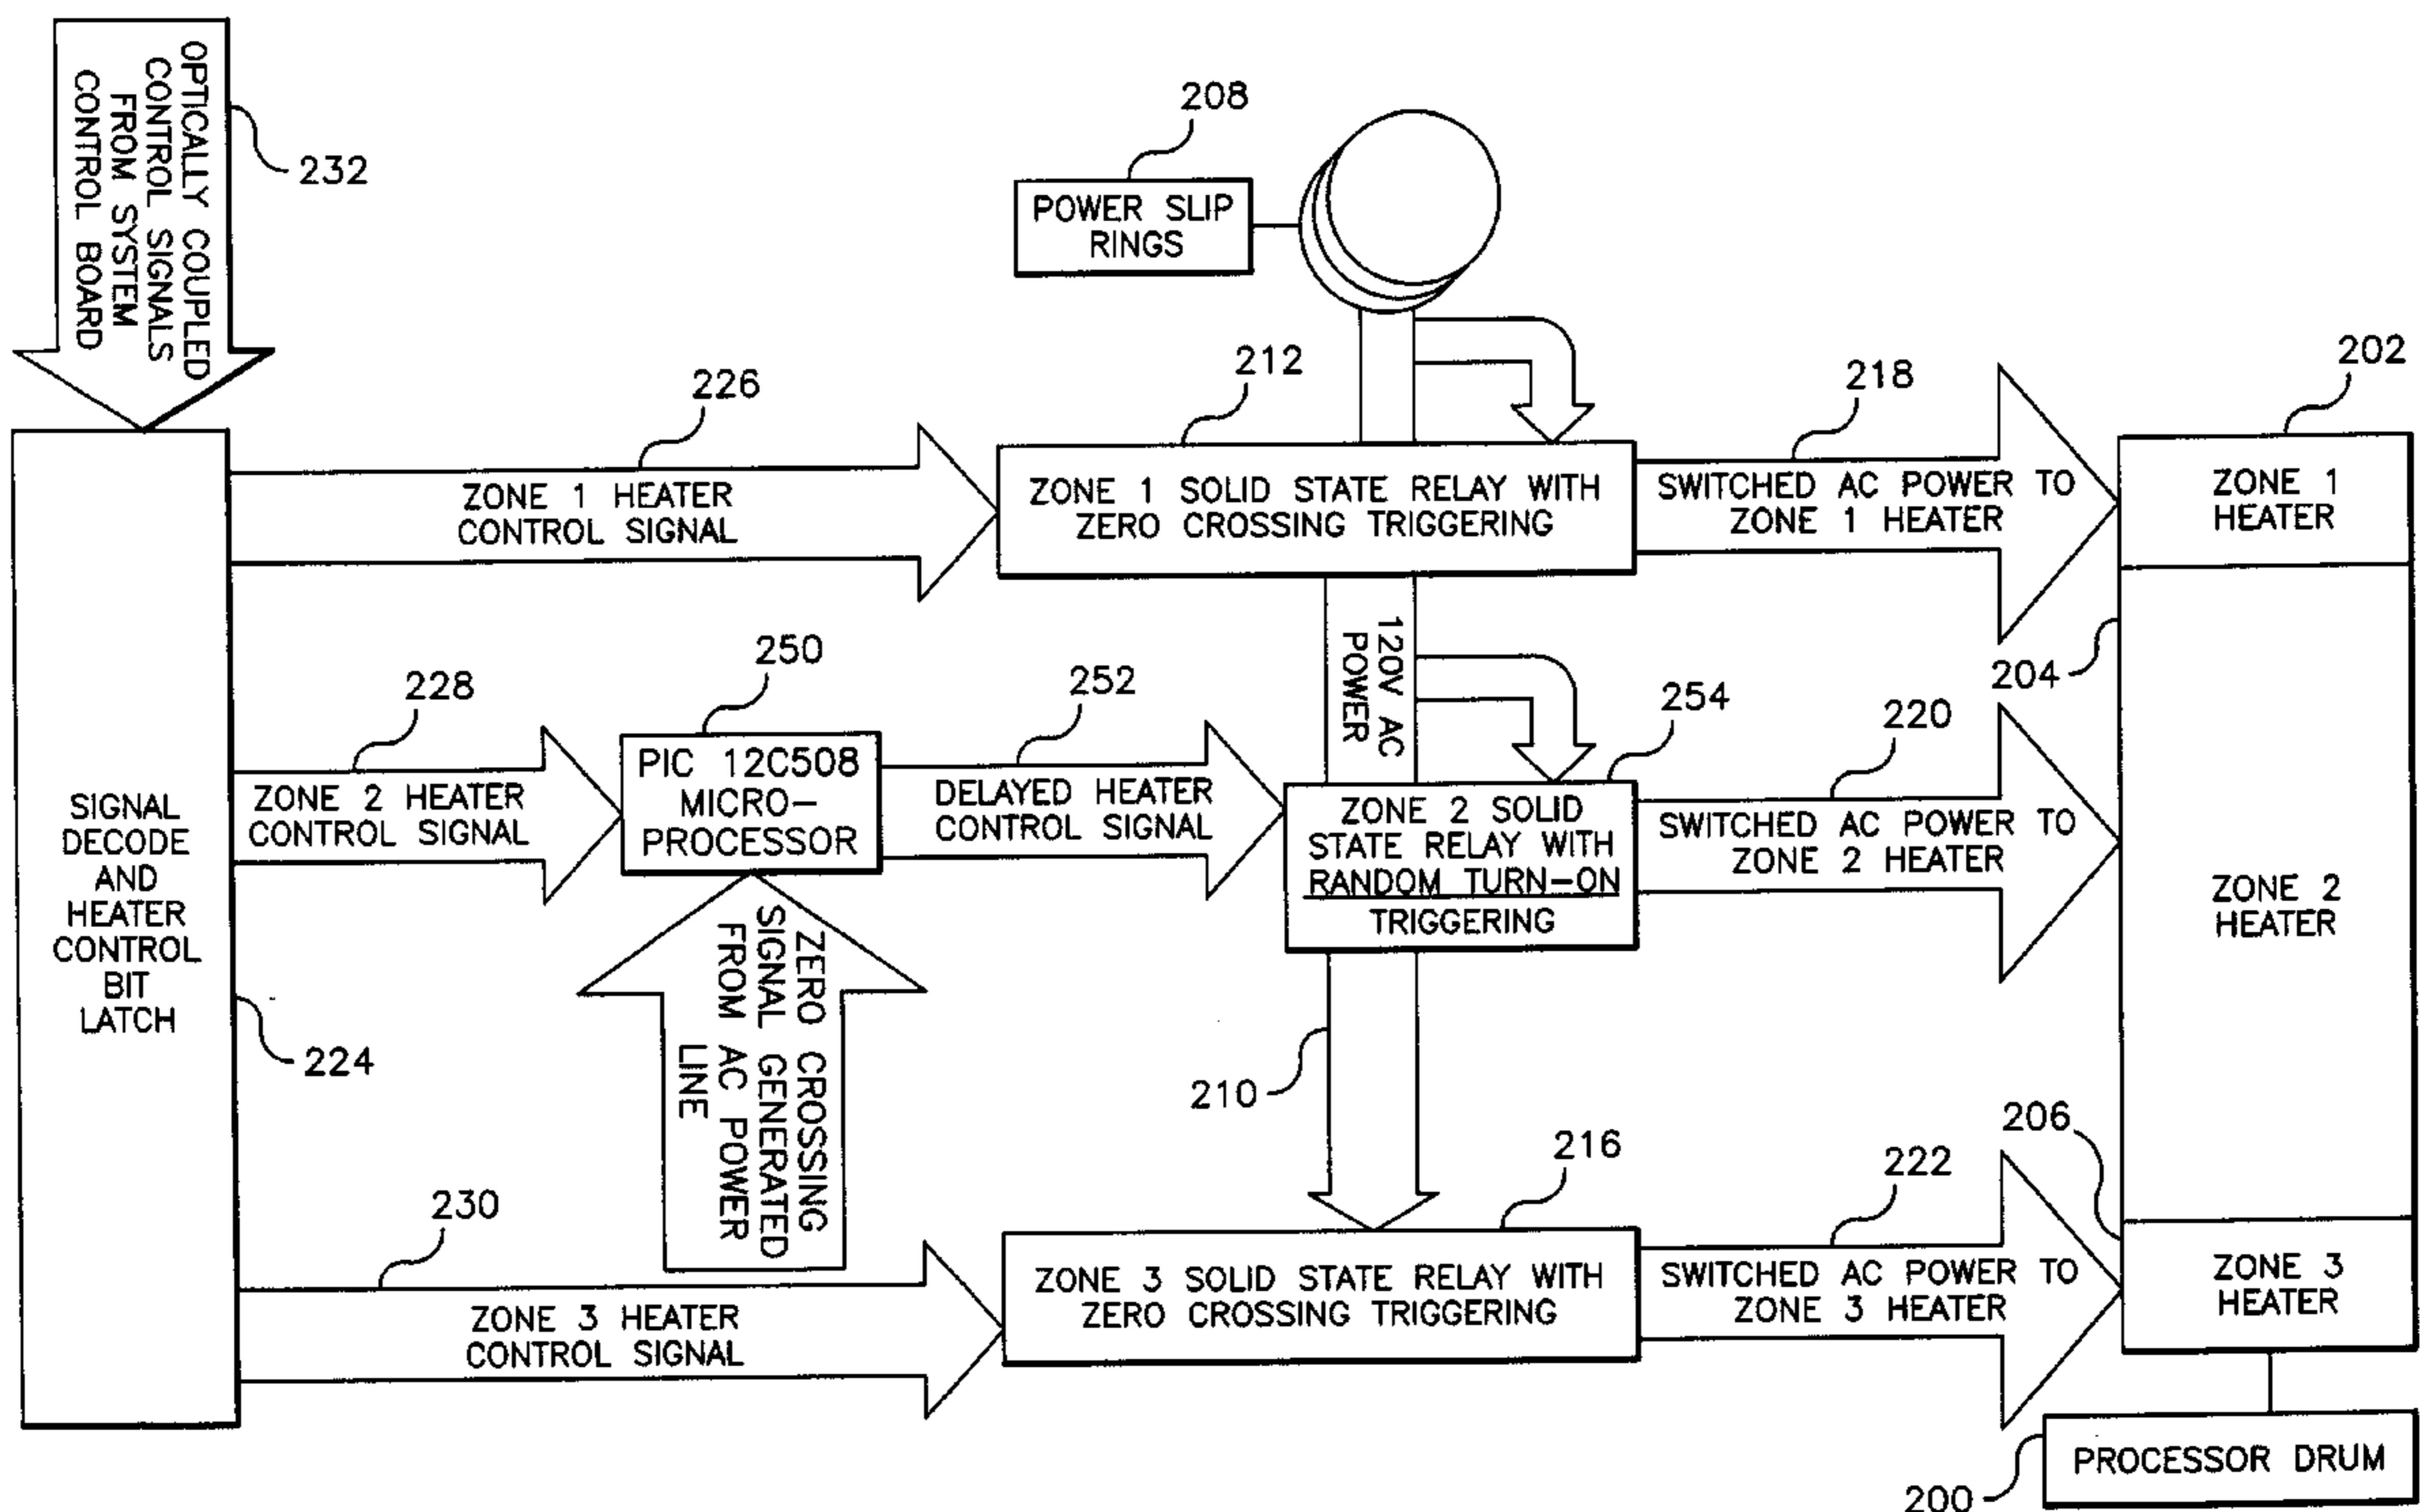 OPTICALLY COUPLED
CONTROL SIGNALS
FROM SYSTEM
CONTROL BOARD
232
208
POWER SLIP
RINGS
226
ZONE 1 HEATER
CONTROL SIGNAL
212
ZONE 1 SOLID STATE RELAY WITH
ZERO CROSSING TRIGGERING
218
SWITCHED AC POWER TO
ZONE 1 HEATER
202
ZONE 1
HEATER
204
120V AC
POWER
228
ZONE 2 HEATER
CONTROL SIGNAL
250
PIC 12C508
MICRO-
PROCESSOR
252
DELAYED HEATER
CONTROL SIGNAL
254
ZONE 2 SOLID
STATE RELAY WITH
RANDOM TURN-ON
TRIGGERING
220
SWITCHED AC POWER TO
ZONE 2 HEATER
ZONE 2
HEATER
SIGNAL
DECODE
AND
HEATER
CONTROL
BIT
LATCH
224
ZERO CROSSING
SIGNAL GENERATED
FROM AC POWER
LINE
210
230
ZONE 3 HEATER
CONTROL SIGNAL
216
ZONE 3 SOLID STATE RELAY WITH
ZERO CROSSING TRIGGERING
222
SWITCHED AC POWER TO
ZONE 3 HEATER
206
ZONE 3
HEATER
200
PROCESSOR DRUM